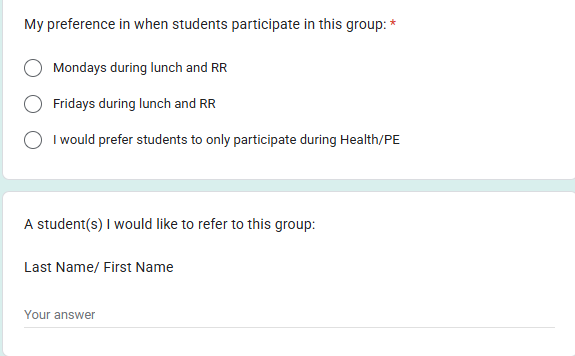 My preference in when students participate in this group: *
Mondays during lunch and RR
Fridays during lunch and RR
I would prefer students to only participate during Health/PE
A student(s) I would like to refer to this group:
Last Name/ First Name
Your answer